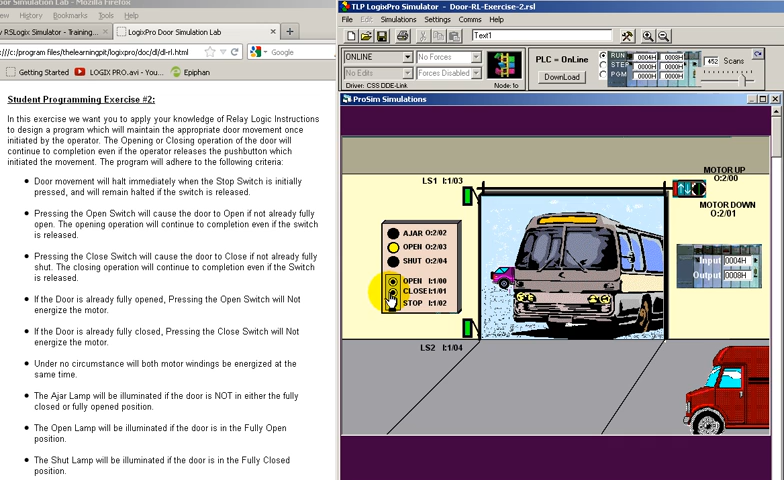 Door Simulation Lab - Mozilla Firefox
History Bookmarks Tools Help
RSLogix Simulator - Training...
LogixPro Door Simulation Lab
:///c:/program files/thelearningpit/logixpro/doc/dl/dl-rl.html
Google
Getting Started LOGIX PRO.avi - You... Epiphan
Student Programming Exercise #2:
In this exercise we want you to apply your knowledge of Relay Logic Instructions
to design a program which will maintain the appropriate door movement once
initiated by the operator. The Opening or Closing operation of the door will
continue to completion even if the operator releases the pushbutton which
initiated the movement. The program will adhere to the following criteria:
Door movement will halt immediately when the Stop Switch is initially
pressed, and will remain halted if the switch is released.
Pressing the Open Switch will cause the door to Open if not already fully
open. The opening operation will continue to completion even if the switch
is released.
Pressing the Close Switch will cause the door to Close if not already fully
shut. The closing operation will continue to completion even if the Switch
is released.
If the Door is already fully opened, Pressing the Open Switch will Not
energize the motor.
If the Door is already fully closed, Pressing the Close Switch will Not
energize the motor.
Under no circumstance will both motor windings be energized at the
same time.
The Ajar Lamp will be illuminated if the door is NOT in either the fully
closed or fully opened position.
The Open Lamp will be illuminated if the door is in the Fully Open
position.
The Shut Lamp will be illuminated if the door is in the Fully Closed
position.
TLP LogixPro Simulator - Door-RL-Exercise-2.rsl
File Edit Simulations Settings Comms Help
Text1
ONLINE No Forces
No Edits Forces Disabled
Driver: CSS DDE-Link Node: 1o
PLC = OnLine
DownLoad
RUN
STEP
PGM
0004H 0004H
0000H 0000H
0000H 0000H
452 Scans
ProSim Simulations
LS1 I:1/03
MOTOR UP
O:2/00
MOTOR DOWN
O:2/01
AJAR O:2/02
OPEN O:2/03
SHUT O:2/04
OPEN I:1/00
CLOSE I:1/01
STOP I:1/02
Input 0004H
Output 0008H
LS2 I:1/04